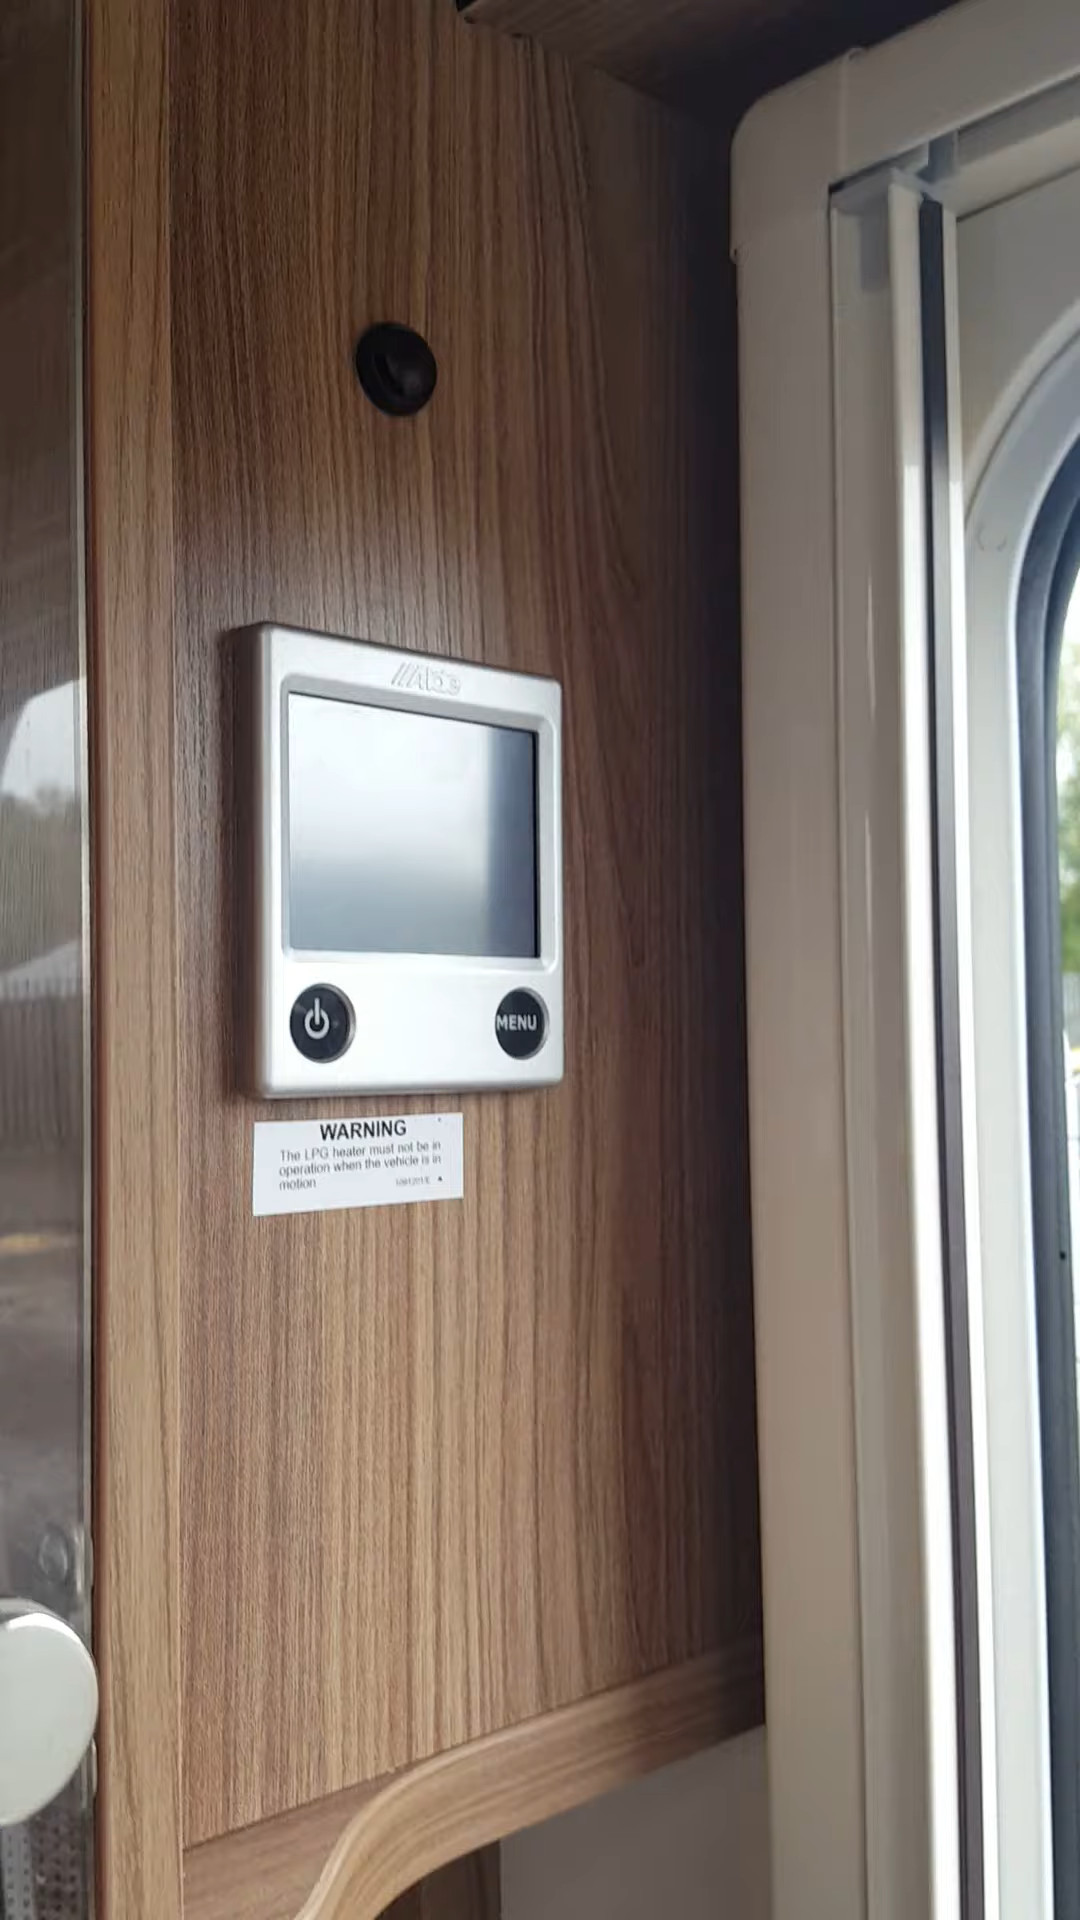 Alde
MENU
WARNING
The LPG heater must not be in
operation when the vehicle is in
motion